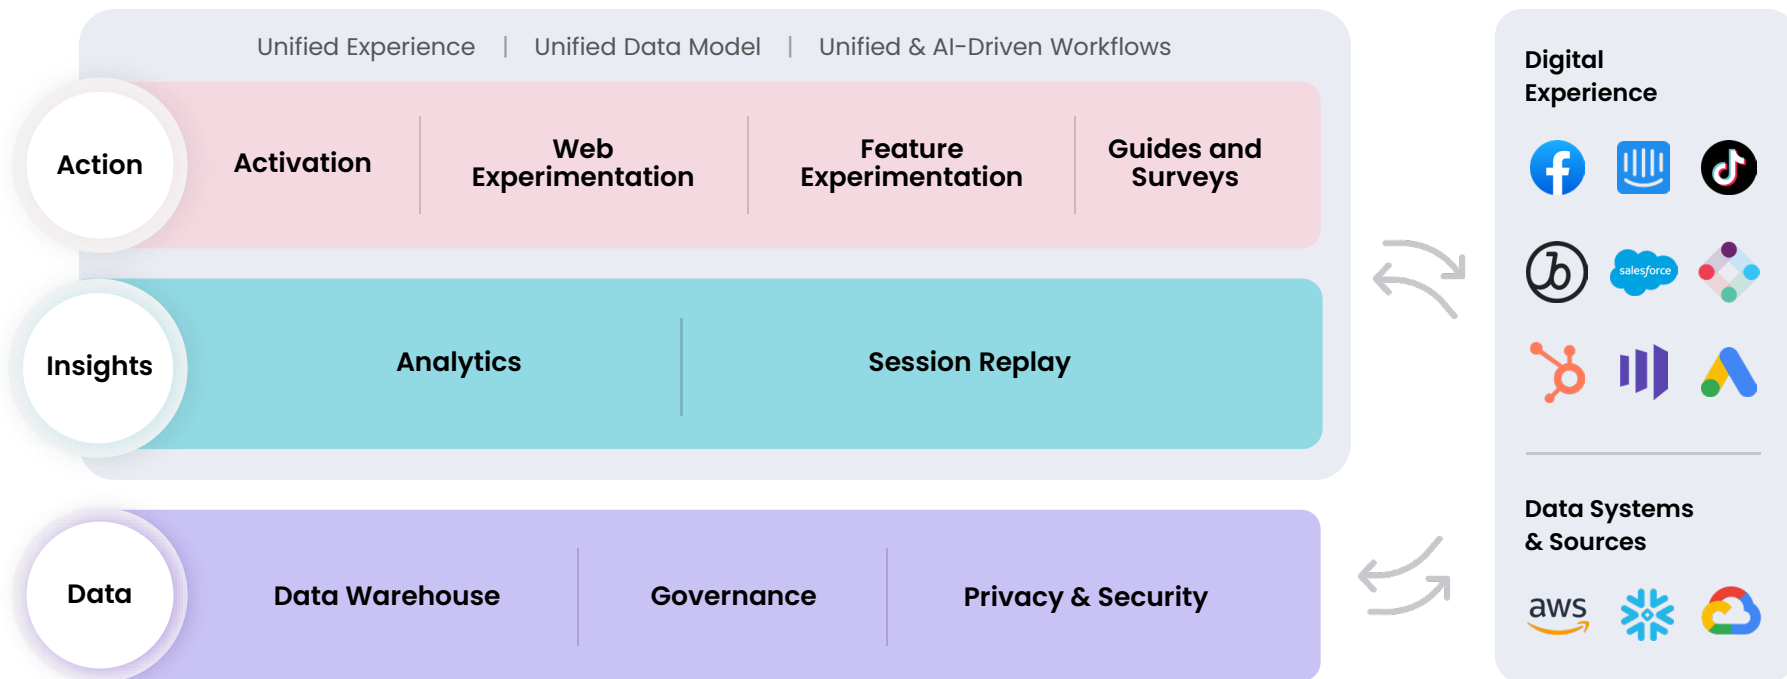 Unified Experience | Unified Data Model | Unified & AI-Driven Workflows
Action
Activation
Web
Experimentation
Feature
Experimentation
Guides and
Surveys
Insights
Analytics
Session Replay
Data
Data Warehouse
Governance
Privacy & Security
Digital
Experience
salesforce
Data Systems
& Sources
aws